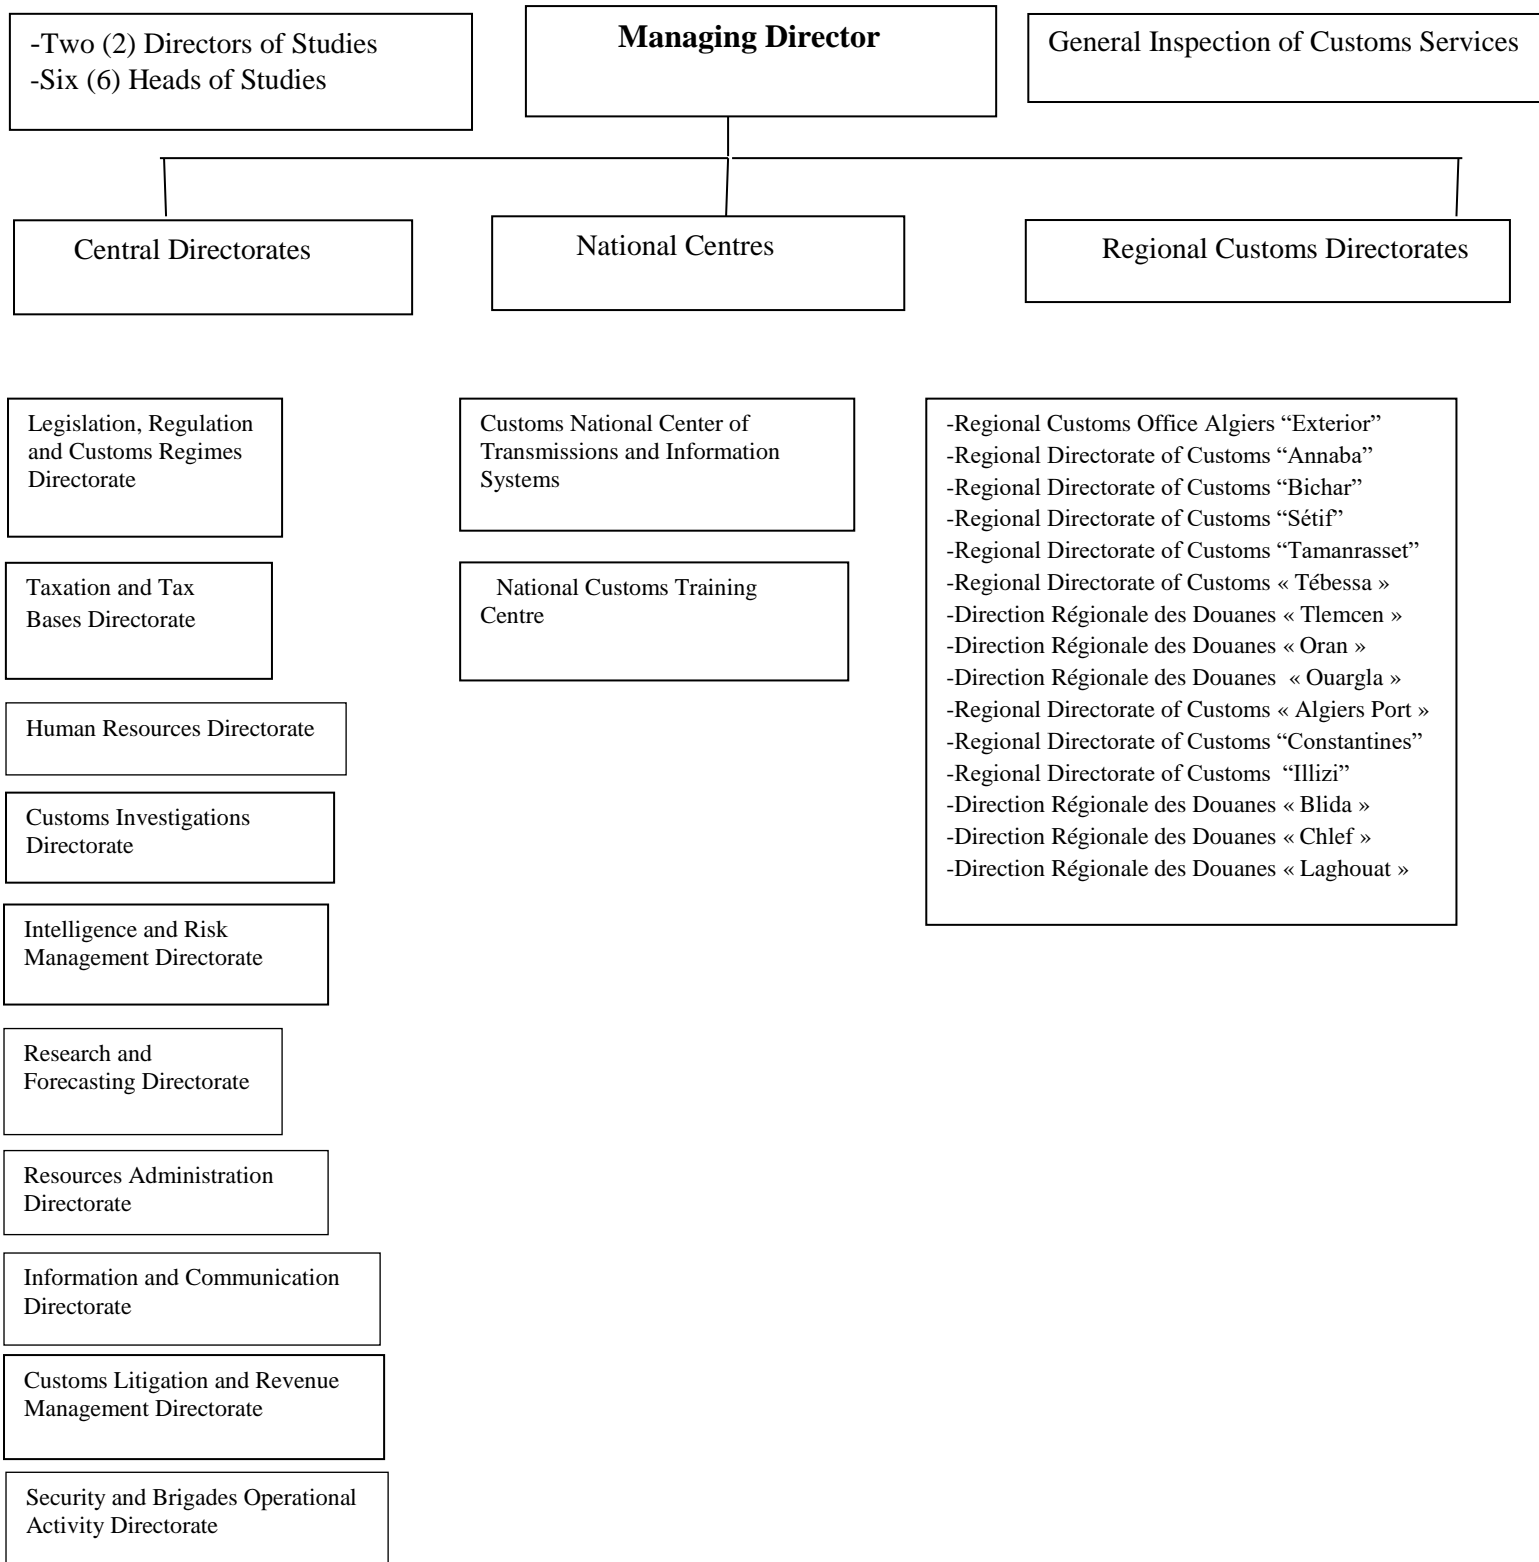 -Two (2) Directors of Studies
-Six (6) Heads of Studies
Managing Director
General Inspection of Customs Services
Central Directorates
National Centres
Regional Customs Directorates
Legislation, Regulation
and Customs Regimes
Directorate
Taxation and Tax
Bases Directorate
Human Resources Directorate
Customs Investigations
Directorate
Intelligence and Risk
Management Directorate
Research and
Forecasting Directorate
Resources Administration
Directorate
Information and Communication
Directorate
Customs Litigation and Revenue
Management Directorate
Security and Brigades Operational
Activity Directorate
Customs National Center of
Transmissions and Information
Systems
National Customs Training
Centre
-Regional Customs Office Algiers “Exterior”
-Regional Directorate of Customs “Annaba”
-Regional Directorate of Customs “Bichar”
-Regional Directorate of Customs “Sétif”
-Regional Directorate of Customs “Tamanrasset”
-Regional Directorate of Customs « Tébessa »
-Direction Régionale des Douanes « Tlemcen »
-Direction Régionale des Douanes « Oran »
-Direction Régionale des Douanes « Ouargla »
-Regional Directorate of Customs « Algiers Port »
-Regional Directorate of Customs “Constantines”
-Regional Directorate of Customs “Illizi”
-Direction Régionale des Douanes « Blida »
-Direction Régionale des Douanes « Chlef »
-Direction Régionale des Douanes « Laghouat »